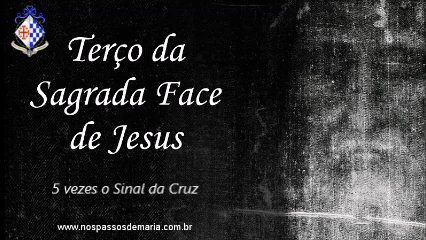 Terço da
Sagrada Face
de Jesus
5 vezes o Sinal da Cruz
www.nospassosdemaria.com.br